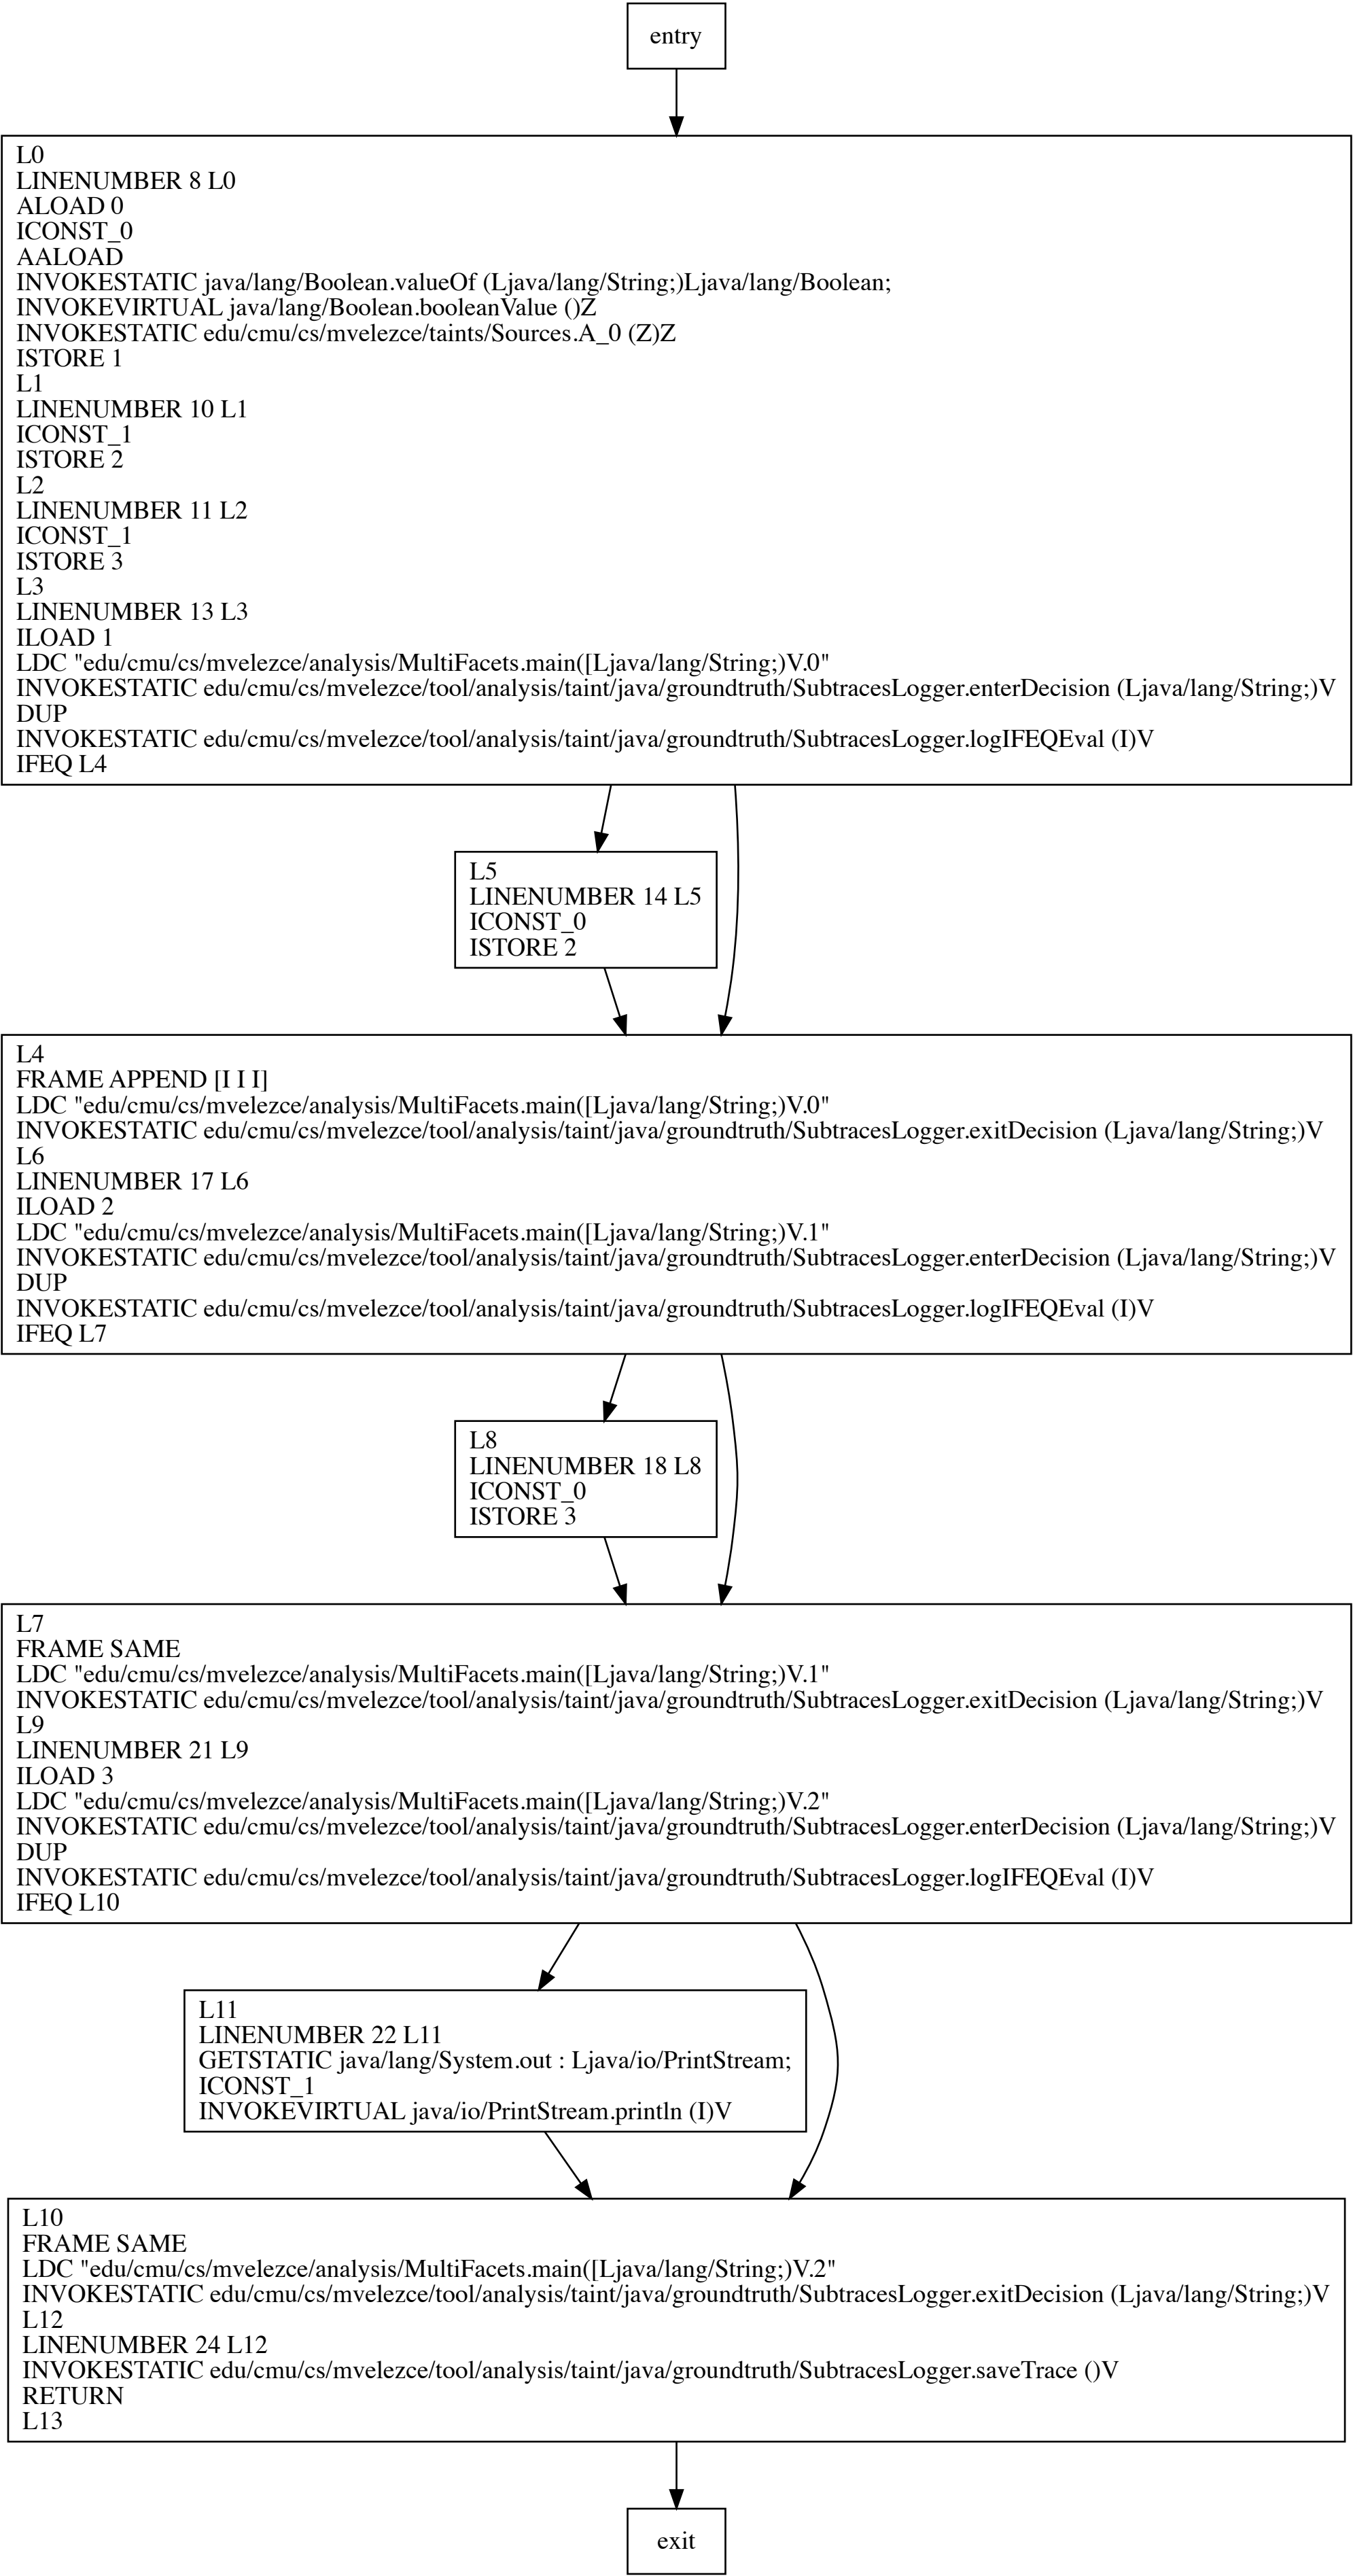 entry
L0
LINENUMBER 8 L0
ALOAD 0
ICONST_0
AALOAD
INVOKESTATIC java/lang/Boolean.valueOf (Ljava/lang/String;)Ljava/lang/Boolean;
INVOKEVIRTUAL java/lang/Boolean.booleanValue ()Z
INVOKESTATIC edu/cmu/cs/mvelezce/taints/Sources.A_0 (Z)Z
ISTORE 1
L1
LINENUMBER 10 L1
ICONST_1
ISTORE 2
L2
LINENUMBER 11 L2
ICONST_1
ISTORE 3
L3
LINENUMBER 13 L3
ILOAD 1
LDC "edu/cmu/cs/mvelezce/analysis/MultiFacets.main([Ljava/lang/String;)V.0"
INVOKESTATIC edu/cmu/cs/mvelezce/tool/analysis/taint/java/groundtruth/SubtracesLogger.enterDecision (Ljava/lang/String;)V
DUP
INVOKESTATIC edu/cmu/cs/mvelezce/tool/analysis/taint/java/groundtruth/SubtracesLogger.logIFEQEval (I)V
IFEQ L4
L5
LINENUMBER 14 L5
ICONST_0
ISTORE 2
L4
FRAME APPEND [I I I]
LDC "edu/cmu/cs/mvelezce/analysis/MultiFacets.main([Ljava/lang/String;)V.0"
INVOKESTATIC edu/cmu/cs/mvelezce/tool/analysis/taint/java/groundtruth/SubtracesLogger.exitDecision (Ljava/lang/String;)V
L6
LINENUMBER 17 L6
ILOAD 2
LDC "edu/cmu/cs/mvelezce/analysis/MultiFacets.main([Ljava/lang/String;)V.1"
INVOKESTATIC edu/cmu/cs/mvelezce/tool/analysis/taint/java/groundtruth/SubtracesLogger.enterDecision (Ljava/lang/String;)V
DUP
INVOKESTATIC edu/cmu/cs/mvelezce/tool/analysis/taint/java/groundtruth/SubtracesLogger.logIFEQEval (I)V
IFEQ L7
L8
LINENUMBER 18 L8
ICONST_0
ISTORE 3
L7
FRAME SAME
LDC "edu/cmu/cs/mvelezce/analysis/MultiFacets.main([Ljava/lang/String;)V.1"
INVOKESTATIC edu/cmu/cs/mvelezce/tool/analysis/taint/java/groundtruth/SubtracesLogger.exitDecision (Ljava/lang/String;)V
L9
LINENUMBER 21 L9
ILOAD 3
LDC "edu/cmu/cs/mvelezce/analysis/MultiFacets.main([Ljava/lang/String;)V.2"
INVOKESTATIC edu/cmu/cs/mvelezce/tool/analysis/taint/java/groundtruth/SubtracesLogger.enterDecision (Ljava/lang/String;)V
DUP
INVOKESTATIC edu/cmu/cs/mvelezce/tool/analysis/taint/java/groundtruth/SubtracesLogger.logIFEQEval (I)V
IFEQ L10
L11
LINENUMBER 22 L11
GETSTATIC java/lang/System.out : Ljava/io/PrintStream;
ICONST_1
INVOKEVIRTUAL java/io/PrintStream.println (I)V
L10
FRAME SAME
LDC "edu/cmu/cs/mvelezce/analysis/MultiFacets.main([Ljava/lang/String;)V.2"
INVOKESTATIC edu/cmu/cs/mvelezce/tool/analysis/taint/java/groundtruth/SubtracesLogger.exitDecision (Ljava/lang/String;)V
L12
LINENUMBER 24 L12
INVOKESTATIC edu/cmu/cs/mvelezce/tool/analysis/taint/java/groundtruth/SubtracesLogger.saveTrace ()V
RETURN
L13
exit